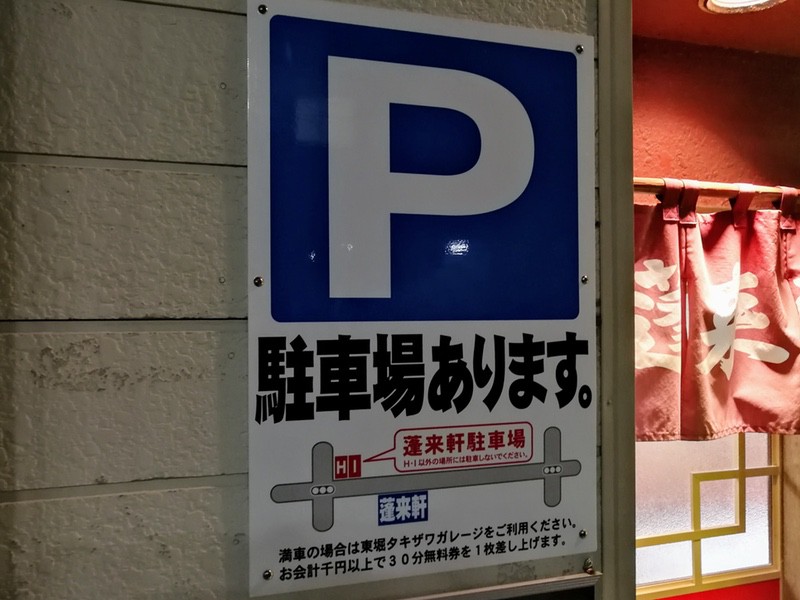 P
駐車場あります。
蓬来軒駐車場
H・I以外の場所には駐車しないでください。
H I
蓬来軒
満車の場合は東堀タキザワガレージをご利用ください。
お会計千円以上で30分無料券を1枚差し上げます。
蓬来